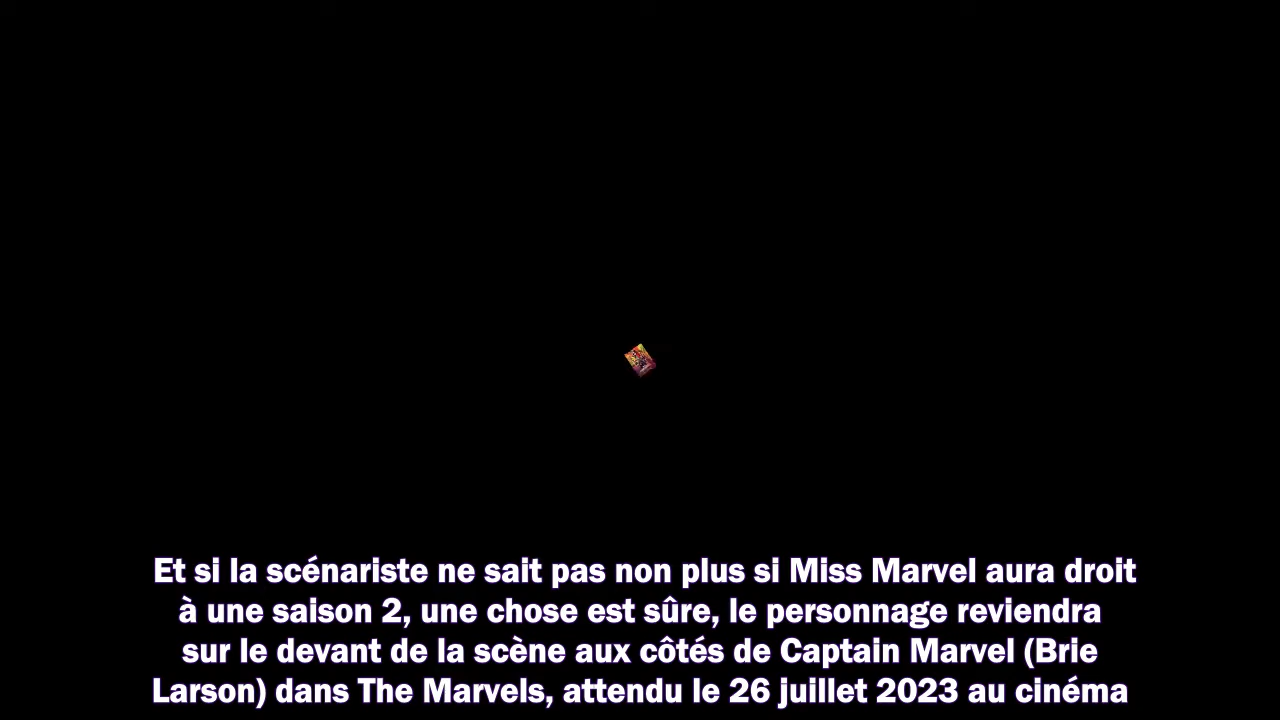 Et si la scénariste ne sait pas non plus si Miss Marvel aura droit
à une saison 2, une chose est sûre, le personnage reviendra
sur le devant de la scène aux côtés de Captain Marvel (Brie
Larson) dans The Marvels, attendu le 26 juillet 2023 au cinéma